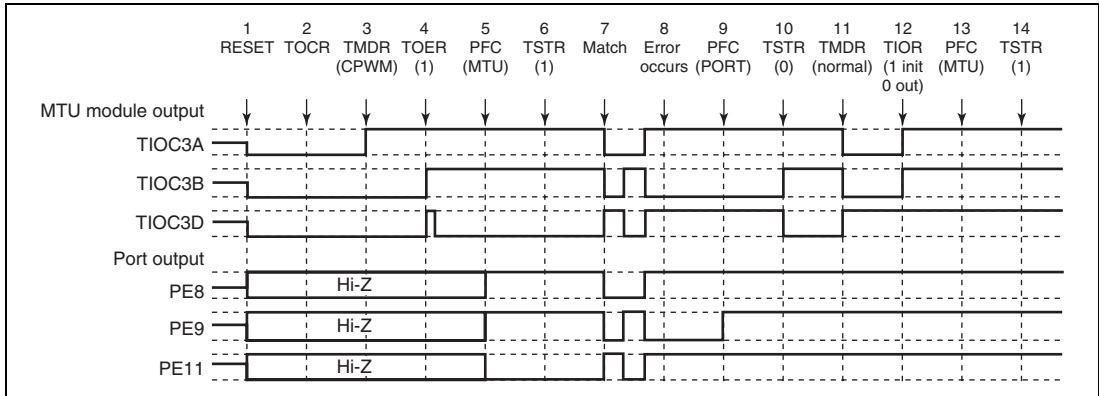 1 2 3 4 5 6 7 8 9 10 11 12 13 14
RESET TOCR TMDR TOER PFC TSTR Match Error PFC TSTR TMDR TIOR PFC TSTR
(CPWM) (1) (MTU) (1) occurs (PORT) (0) (normal) (1 init (MTU) (1)
0 out)
MTU module output
TIOC3A
TIOC3B
TIOC3D
Port output
PE8 Hi-Z
PE9 Hi-Z
PE11 Hi-Z